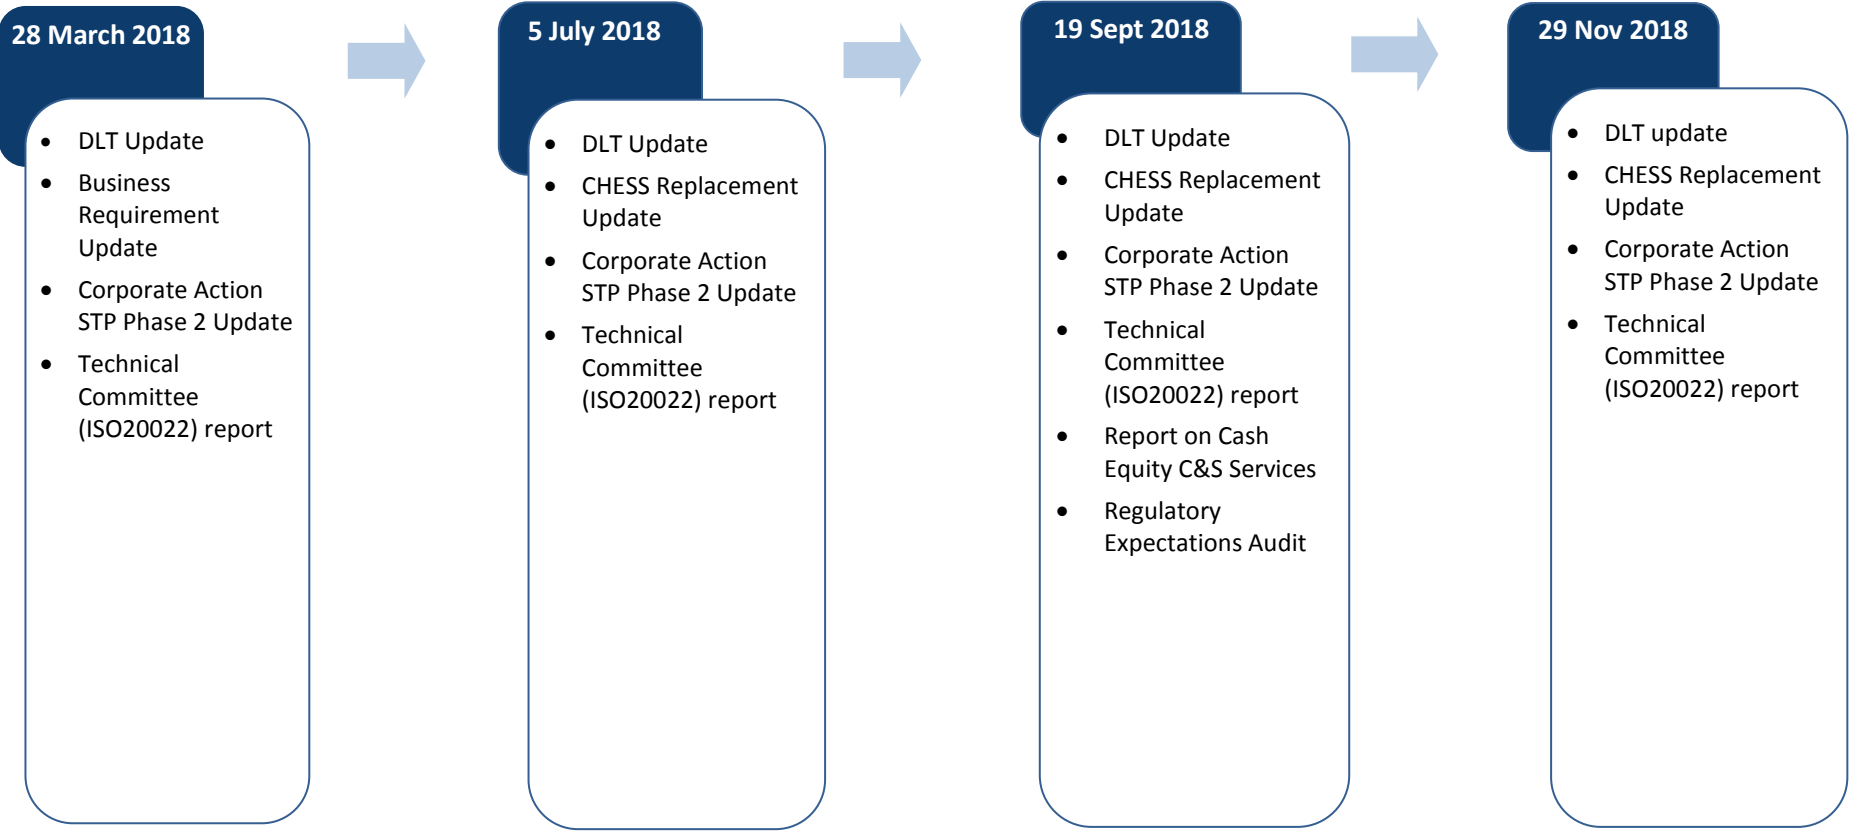 28 March 2018
• DLT Update
• Business
Requirement
Update
• Corporate Action
STP Phase 2 Update
• Technical
Committee
(ISO20022) report
5 July 2018
• DLT Update
• CHESS Replacement
Update
• Corporate Action
STP Phase 2 Update
• Technical
Committee
(ISO20022) report
19 Sept 2018
• DLT Update
• CHESS Replacement
Update
• Corporate Action
STP Phase 2 Update
• Technical
Committee
(ISO20022) report
• Report on Cash
Equity C&S Services
• Regulatory
Expectations Audit
29 Nov 2018
• DLT update
• CHESS Replacement
Update
• Corporate Action
STP Phase 2 Update
• Technical
Committee
(ISO20022) report